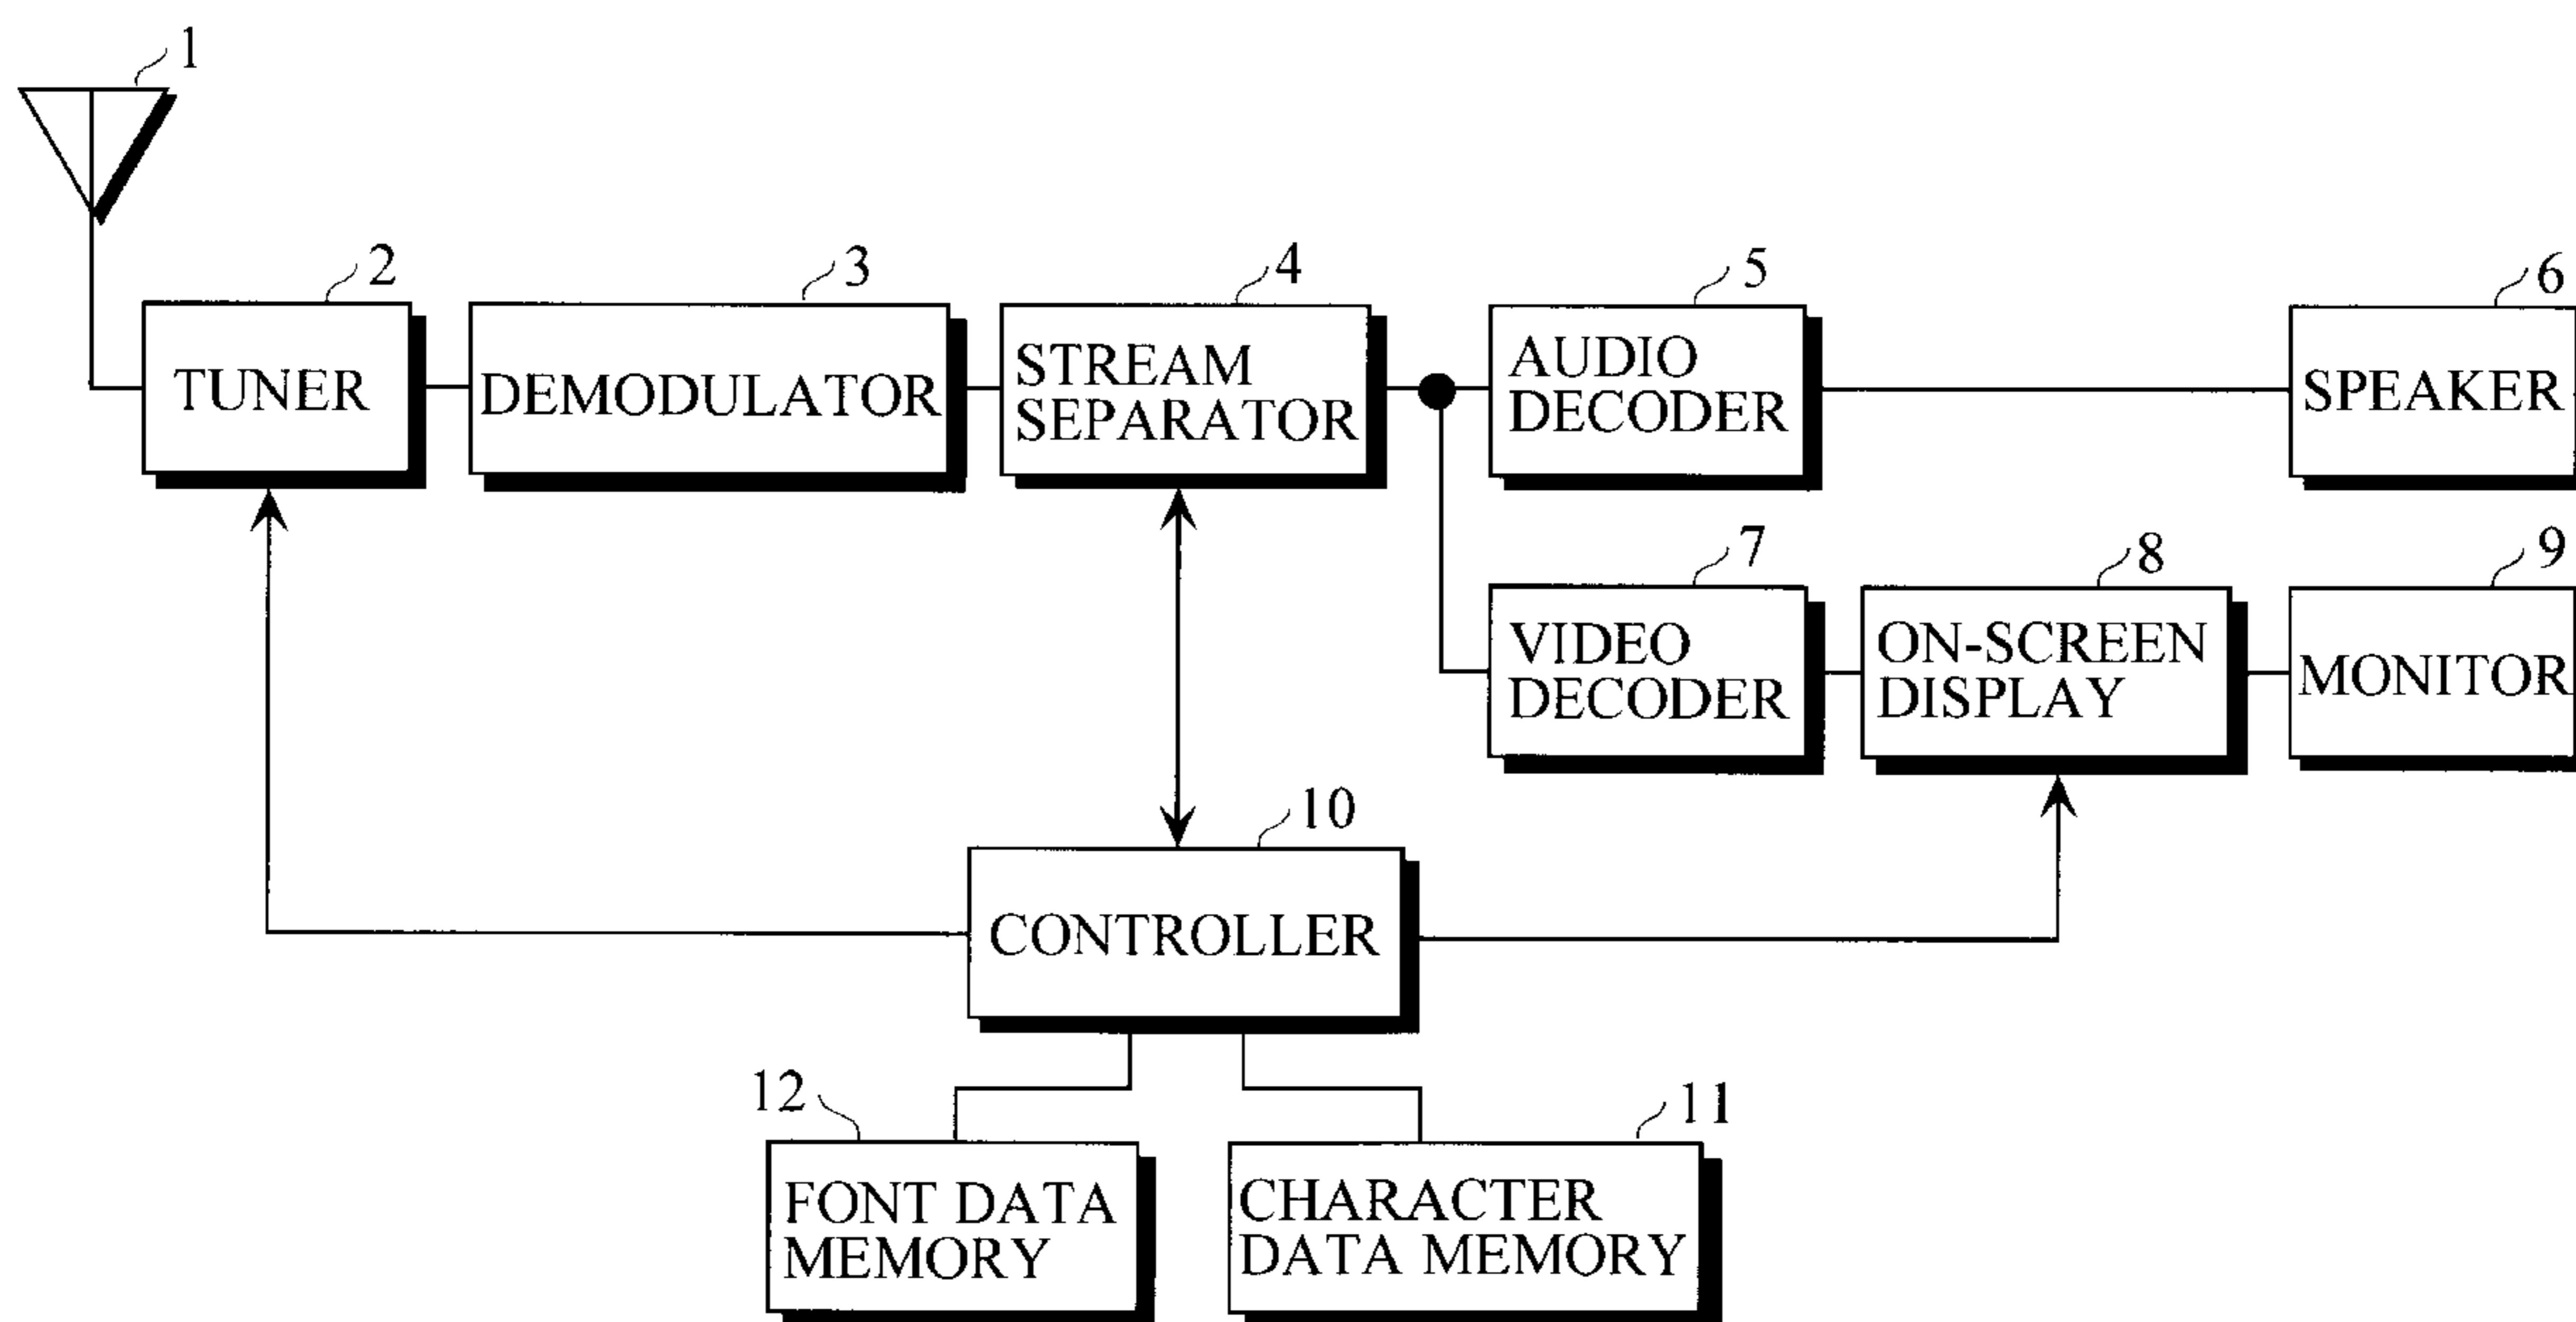 1
2
3
4
5
6
TUNER
DEMODULATOR
STREAM
SEPARATOR
AUDIO
DECODER
SPEAKER
7
8
9
VIDEO
DECODER
ON-SCREEN
DISPLAY
MONITOR
10
CONTROLLER
12
11
FONT DATA
MEMORY
CHARACTER
DATA MEMORY